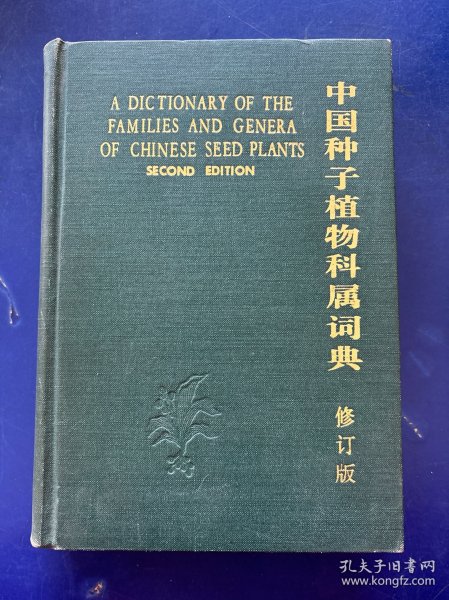 A DICTIONARY OF THE
FAMILIES AND GENERA
OF CHINESE SEED PLANTS
SECOND EDITION
中国种子植物科属词典
修订版
孔夫子旧书网
www.kongfz.com